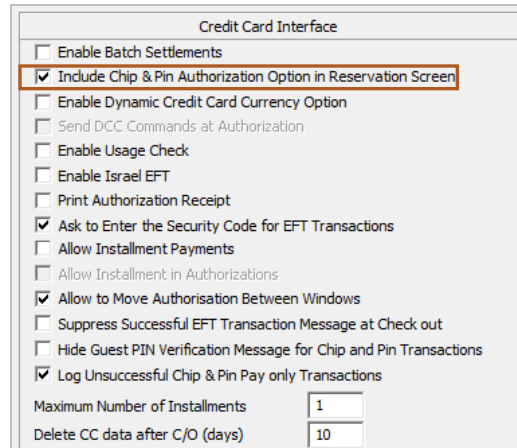 Credit Card Interface
Enable Batch Settlements
Include Chip & Pin Authorization Option in Reservation Screen
Enable Dynamic Credit Card Currency Option
Send DCC Commands at Authorization
Enable Usage Check
Enable Israel EFT
Print Authorization Receipt
Ask to Enter the Security Code for EFT Transactions
Allow Installment Payments
Allow Installment in Authorizations
Allow to Move Authorisation Between Windows
Suppress Successful EFT Transaction Message at Check out
Hide Guest PIN Verification Message for Chip and Pin Transactions
Log Unsuccessful Chip & Pin Pay only Transactions
Maximum Number of Installments 1
Delete CC data after C/O (days) 10